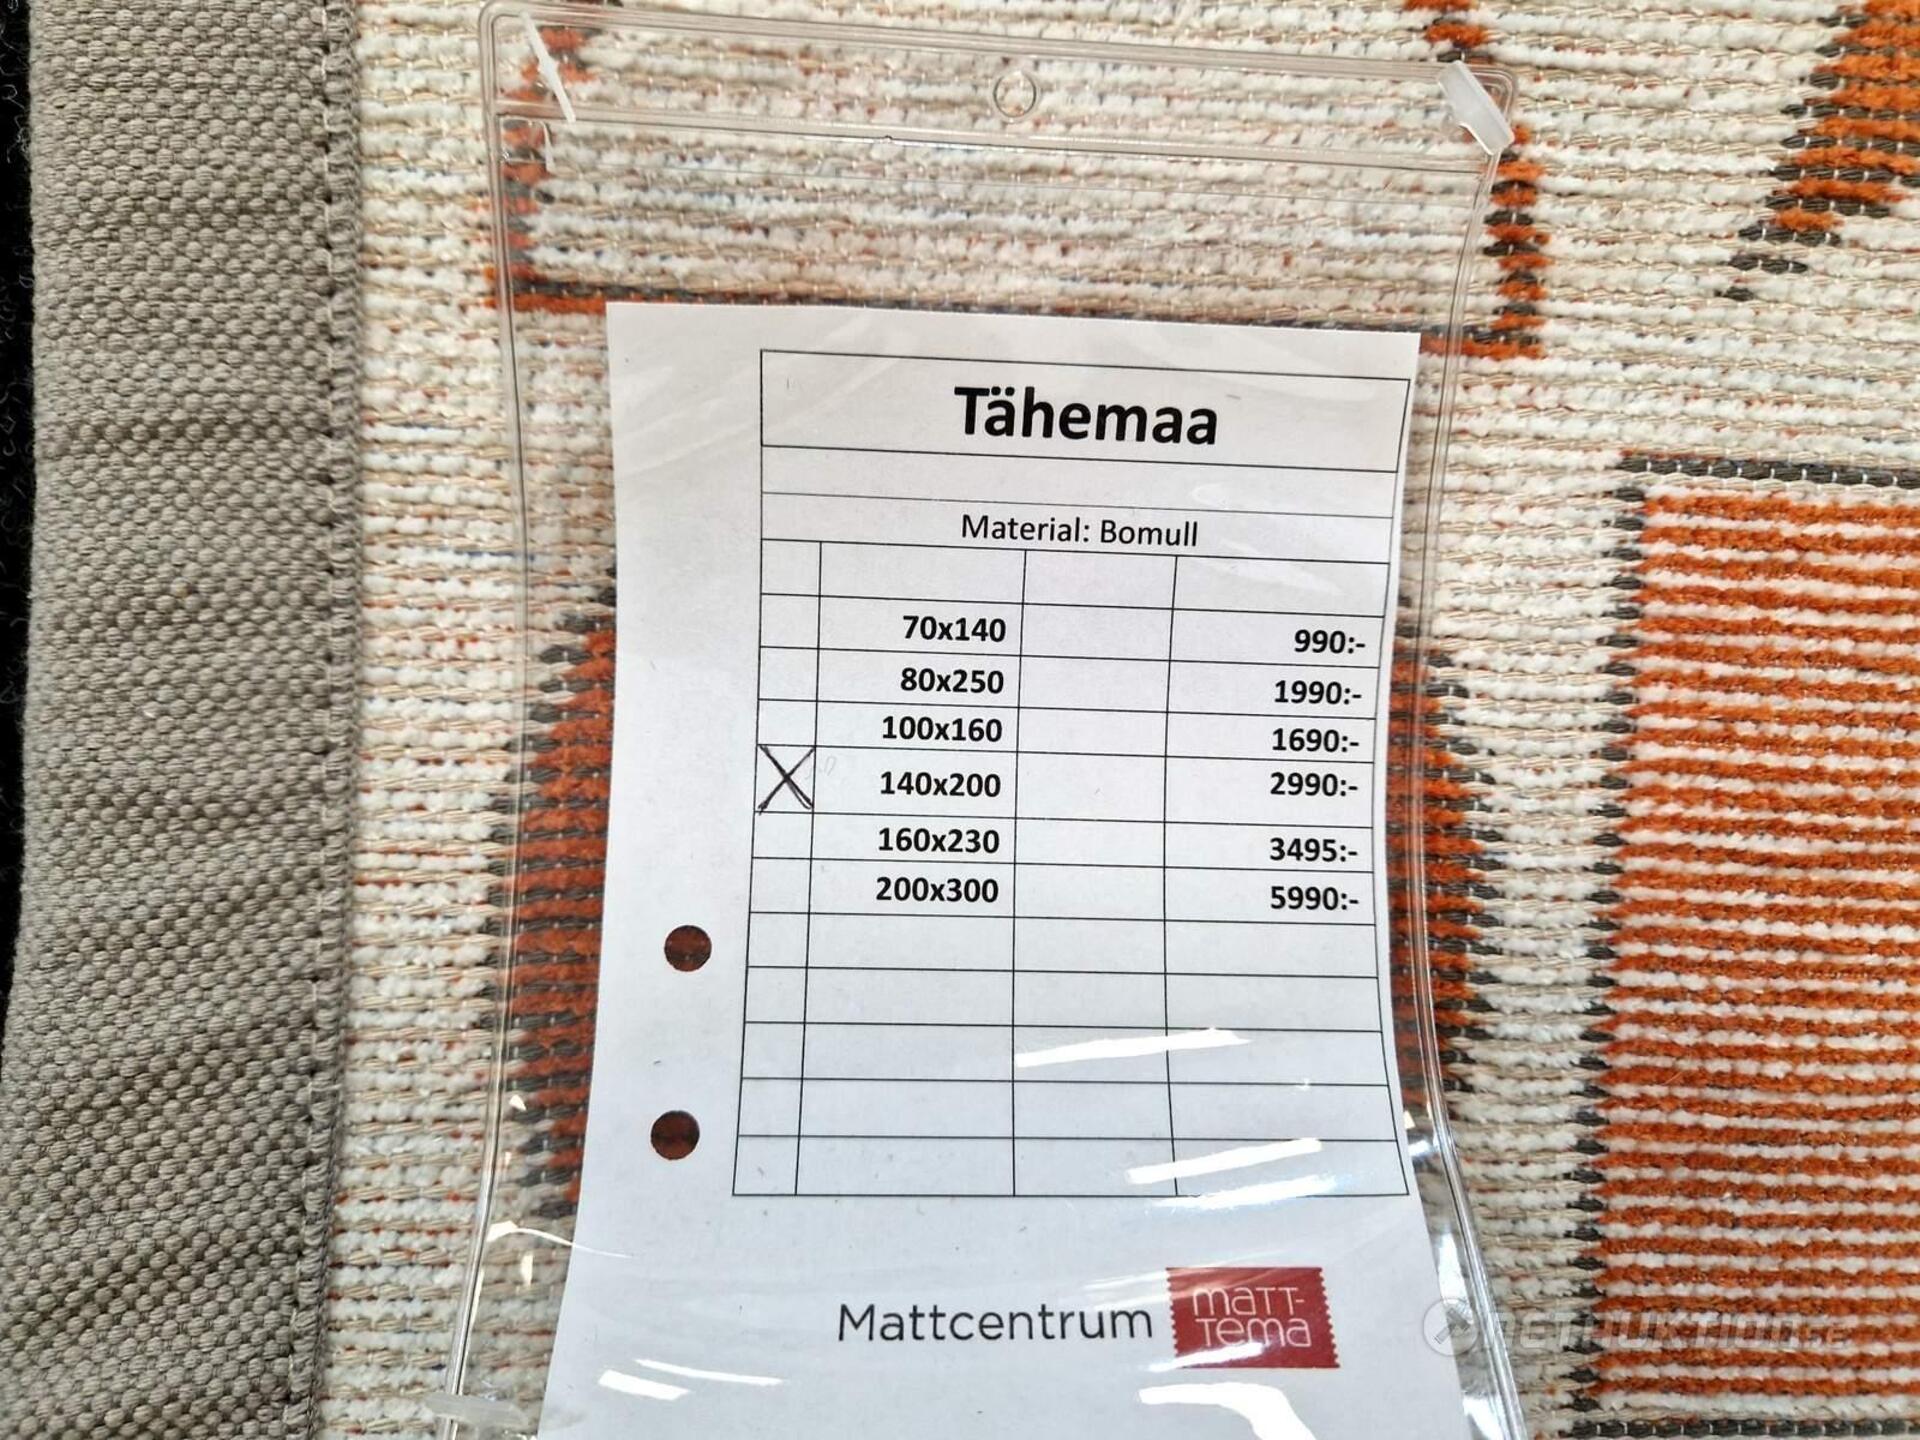 Tähemaa
Material: Bomull
70x140 990:-
80x250 1990:-
100x160 1690:-
X 140x200 2990:-
160x230 3495:-
200x300 5990:-
Mattcentrum
maTT-
Tema